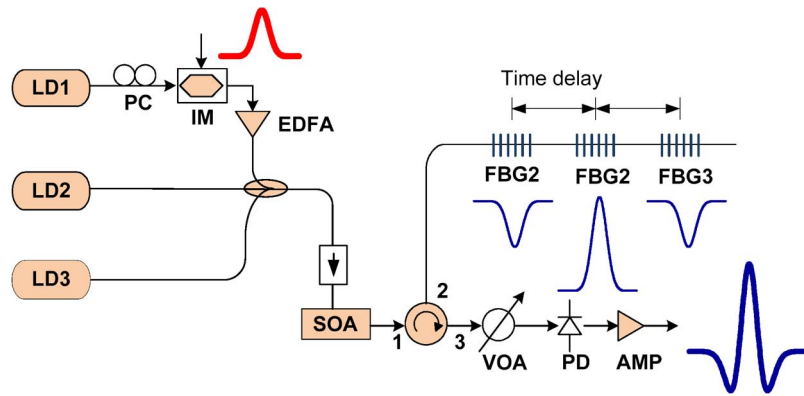 LD1
PC
IM
EDFA
Time delay
FBG2
FBG2
FBG3
LD2
LD3
SOA
1
2
3
VOA
PD
AMP